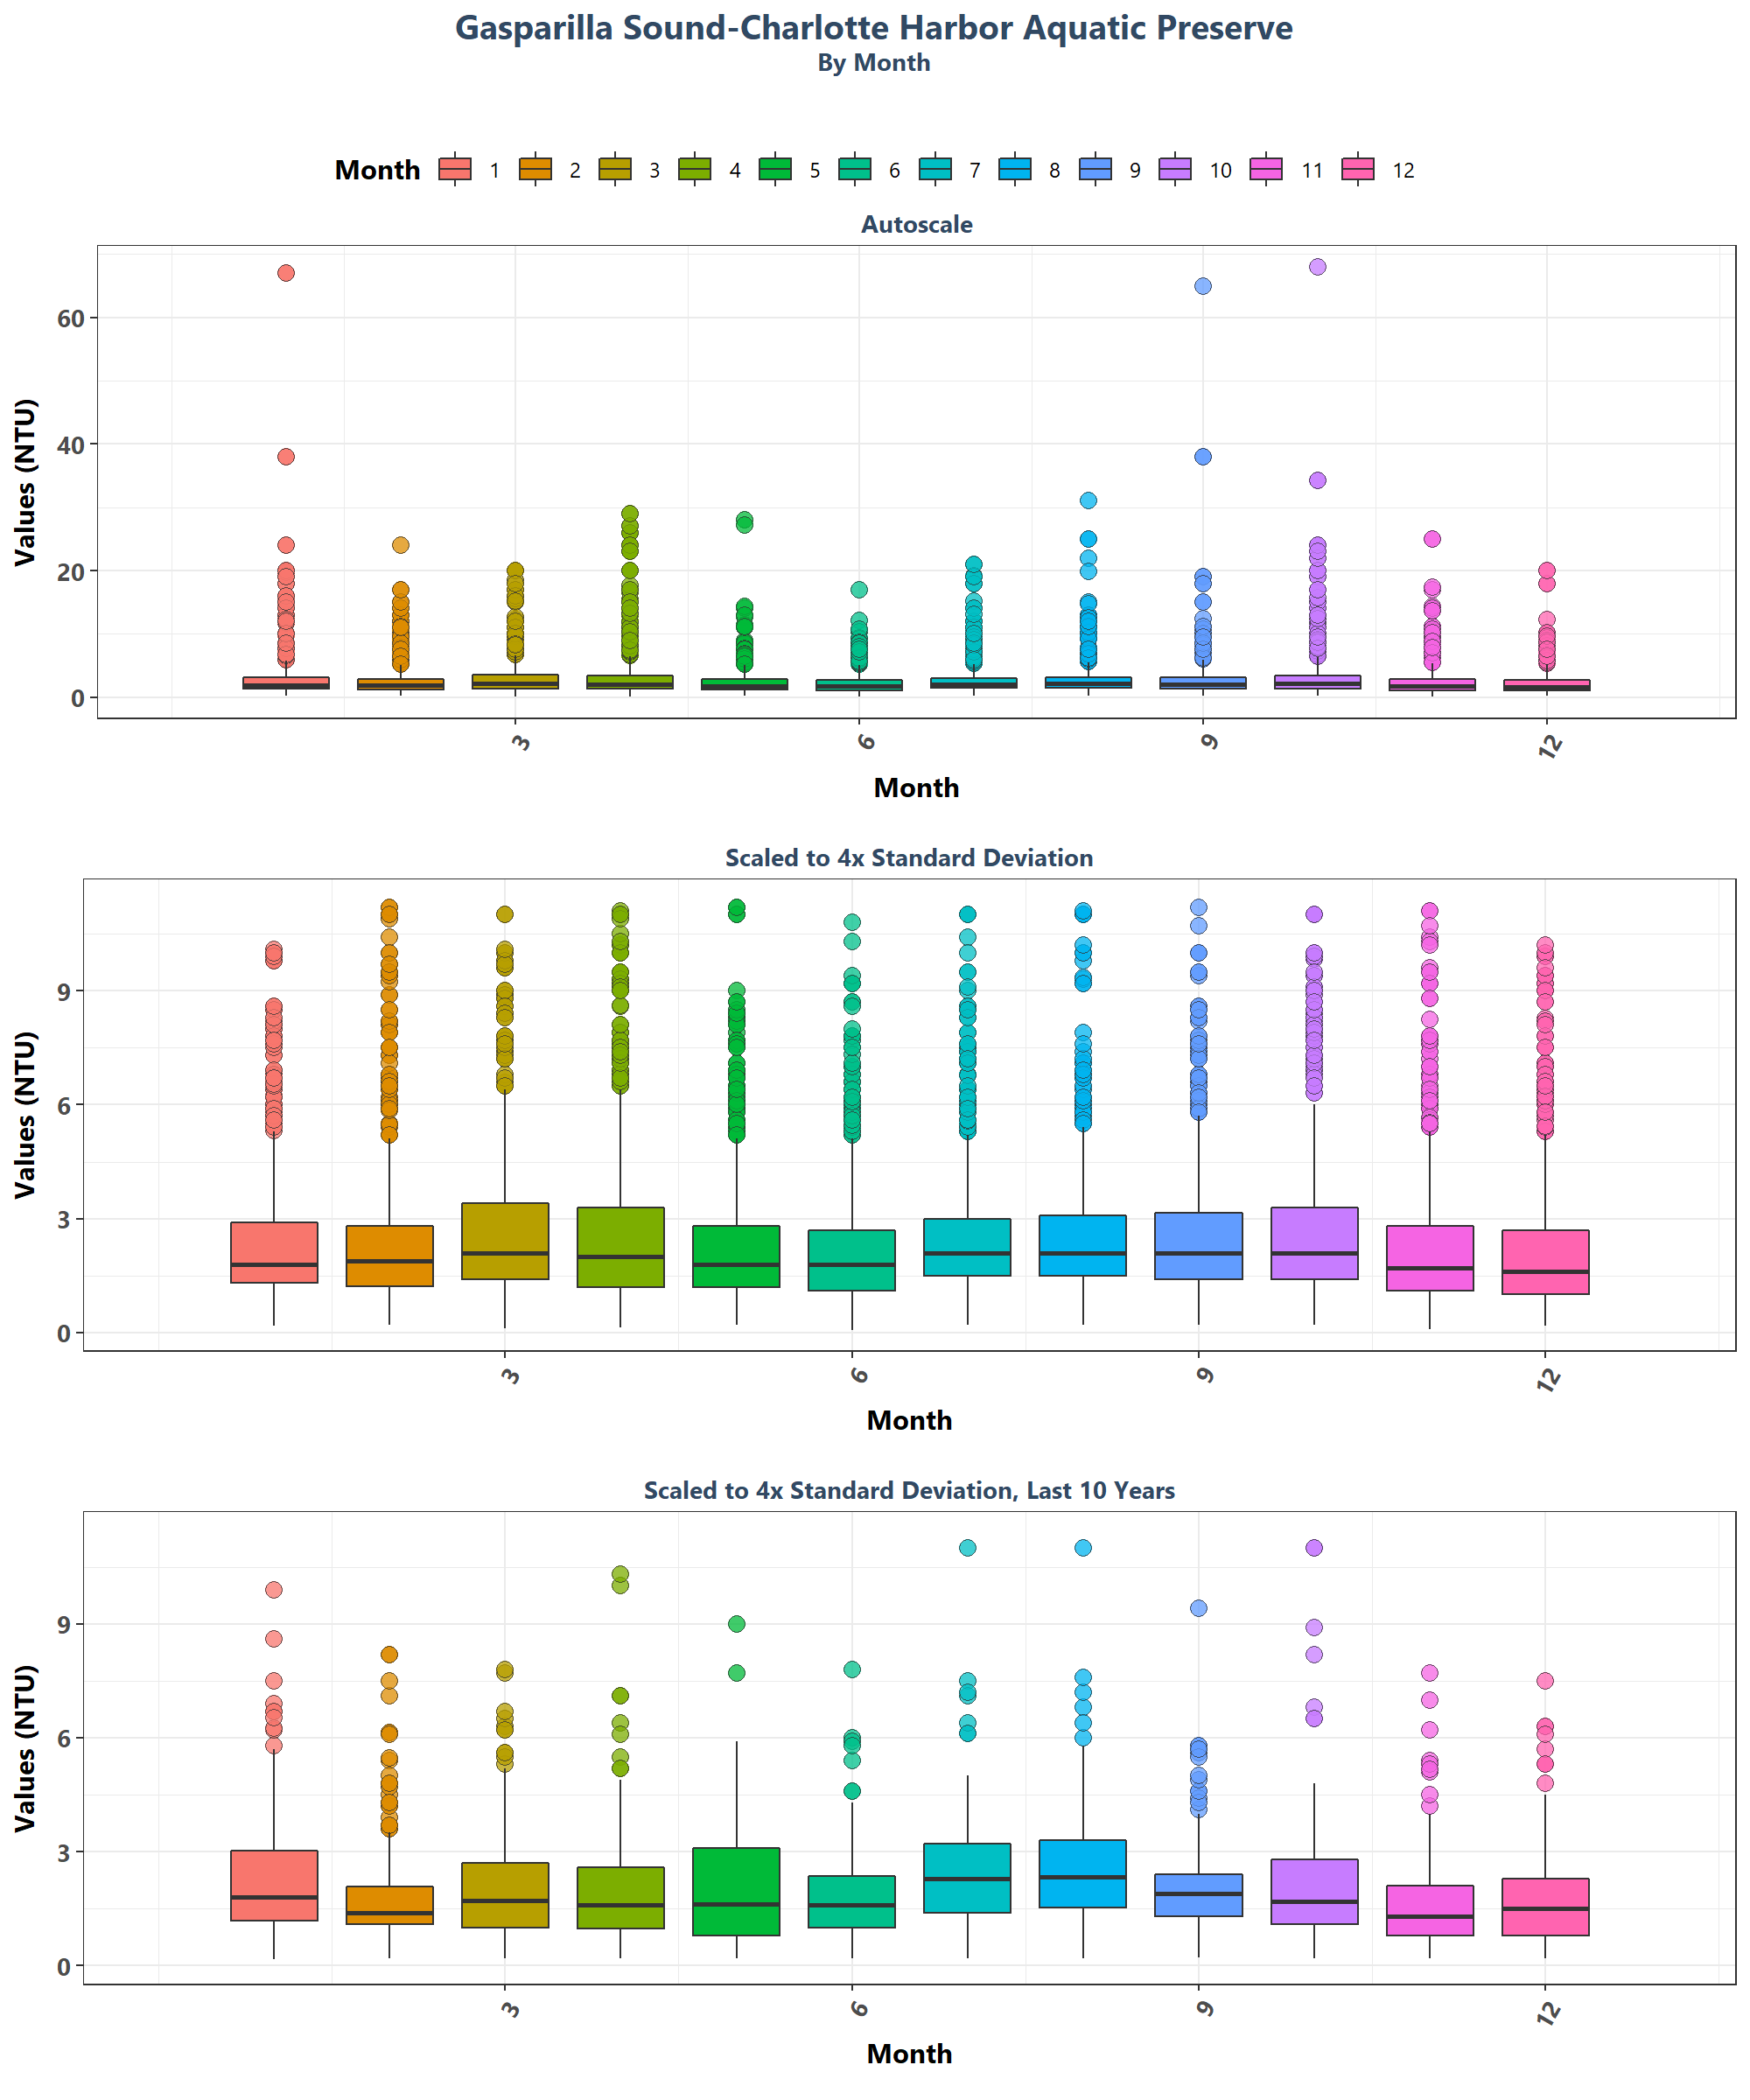 Gasparilla Sound-Charlotte Harbor Aquatic Preserve
By Month
Month 1 2 3 4 5 6 7 8 9 10 11 12
Autoscale
Values (NTU)
60
40
20
0
3 6 9 12
Month
Scaled to 4x Standard Deviation
Values (NTU)
9
6
3
0
3 6 9 12
Month
Scaled to 4x Standard Deviation, Last 10 Years
Values (NTU)
9
6
3
0
3 6 9 12
Month